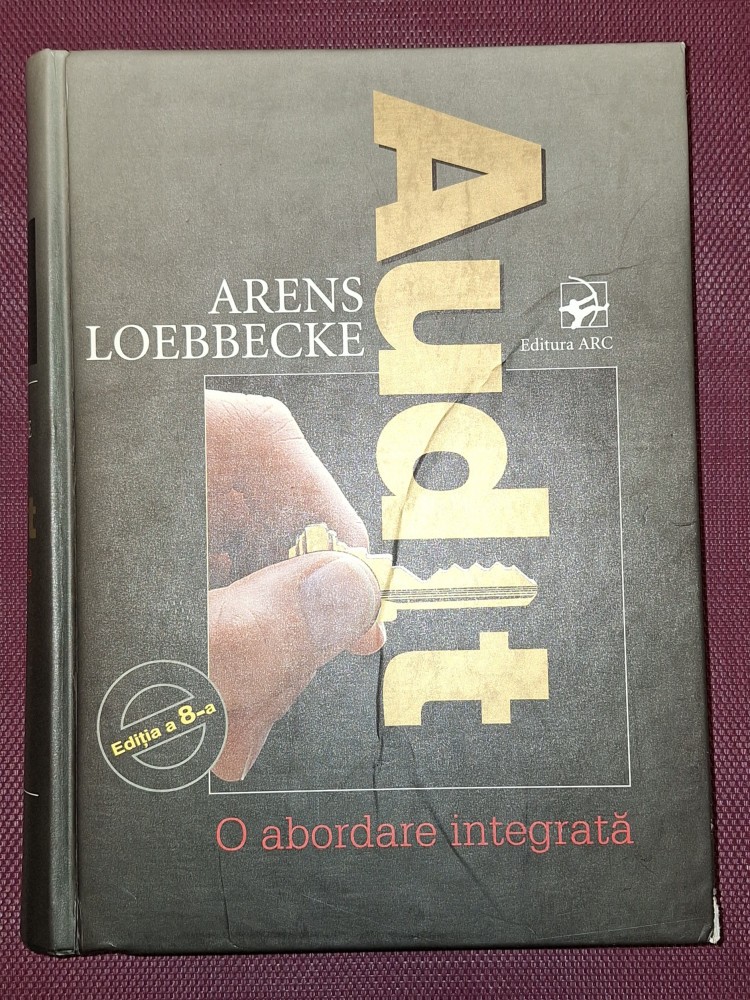 ARENS
LOEBBECKE
Audit
Editura ARC
Ediția a 8-a
O abordare integrată
t